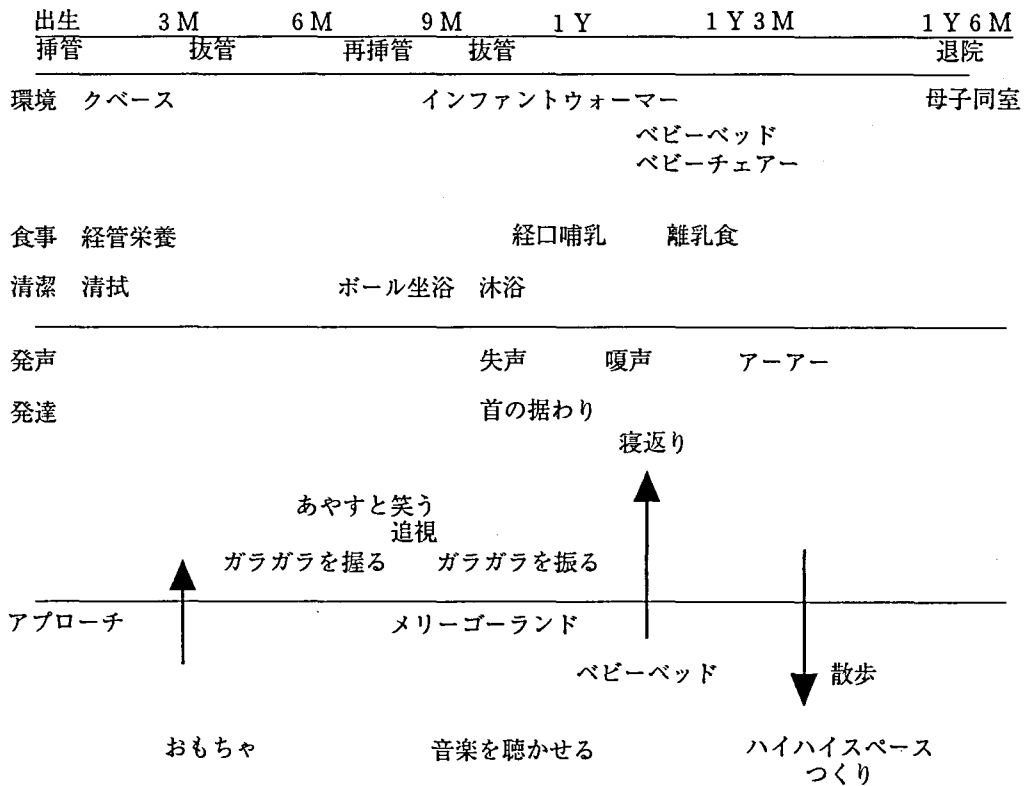 出生 3M 6M 9M 1Y 1Y3M 1Y6M
挿管 抜管 再挿管 抜管 退院
環境 クベース インファントウォーマー 母子同室
ベビーベッド
ベビーチェアー
食事 経管栄養 経口哺乳 離乳食
清潔 清拭 ボール坐浴 沐浴
発声 失声 嗄声 アーアー
発達 首の据わり
寝返り
あやすと笑う
追視
ガラガラを握る ガラガラを振る
アプローチ メリーゴーランド
ベビーベッド 散歩
おもちゃ 音楽を聴かせる ハイハイスペース
つくり